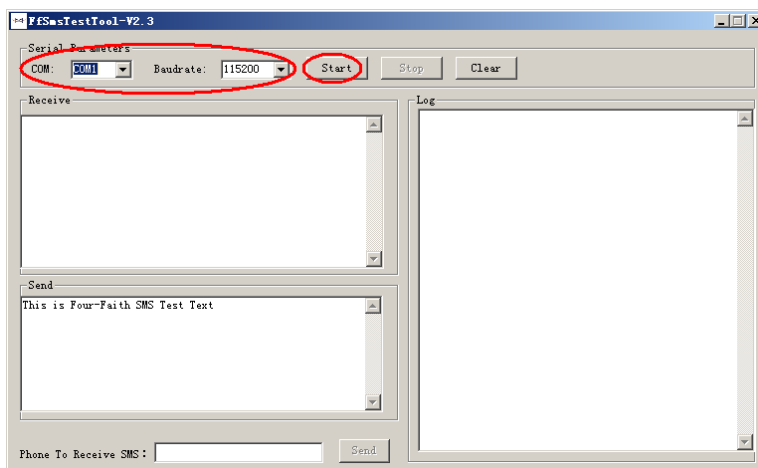 FfSmsTestTool-V2.3
Serial Parameters
COM: COM1 Baudrate: 115200 Start Stop Clear
Receive
Log
Send
This is Four-Faith SMS Test Text
Phone To Receive SMS: Send